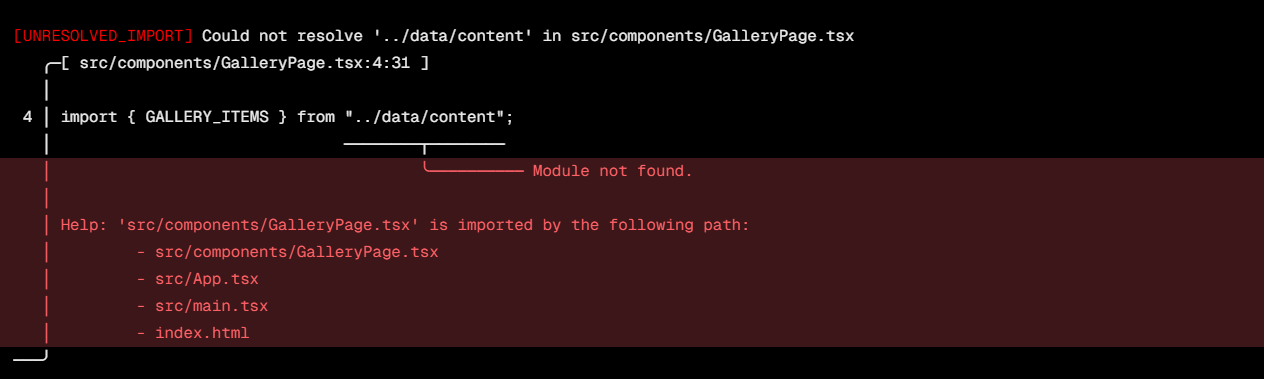 [UNRESOLVED_IMPORT] Could not resolve '../data/content' in src/components/GalleryPage.tsx
[ src/components/GalleryPage.tsx:4:31 ]
4 │ import { GALLERY_ITEMS } from "../data/content";
Module not found.
Help: 'src/components/GalleryPage.tsx' is imported by the following path:
- src/components/GalleryPage.tsx
- src/App.tsx
- src/main.tsx
- index.html